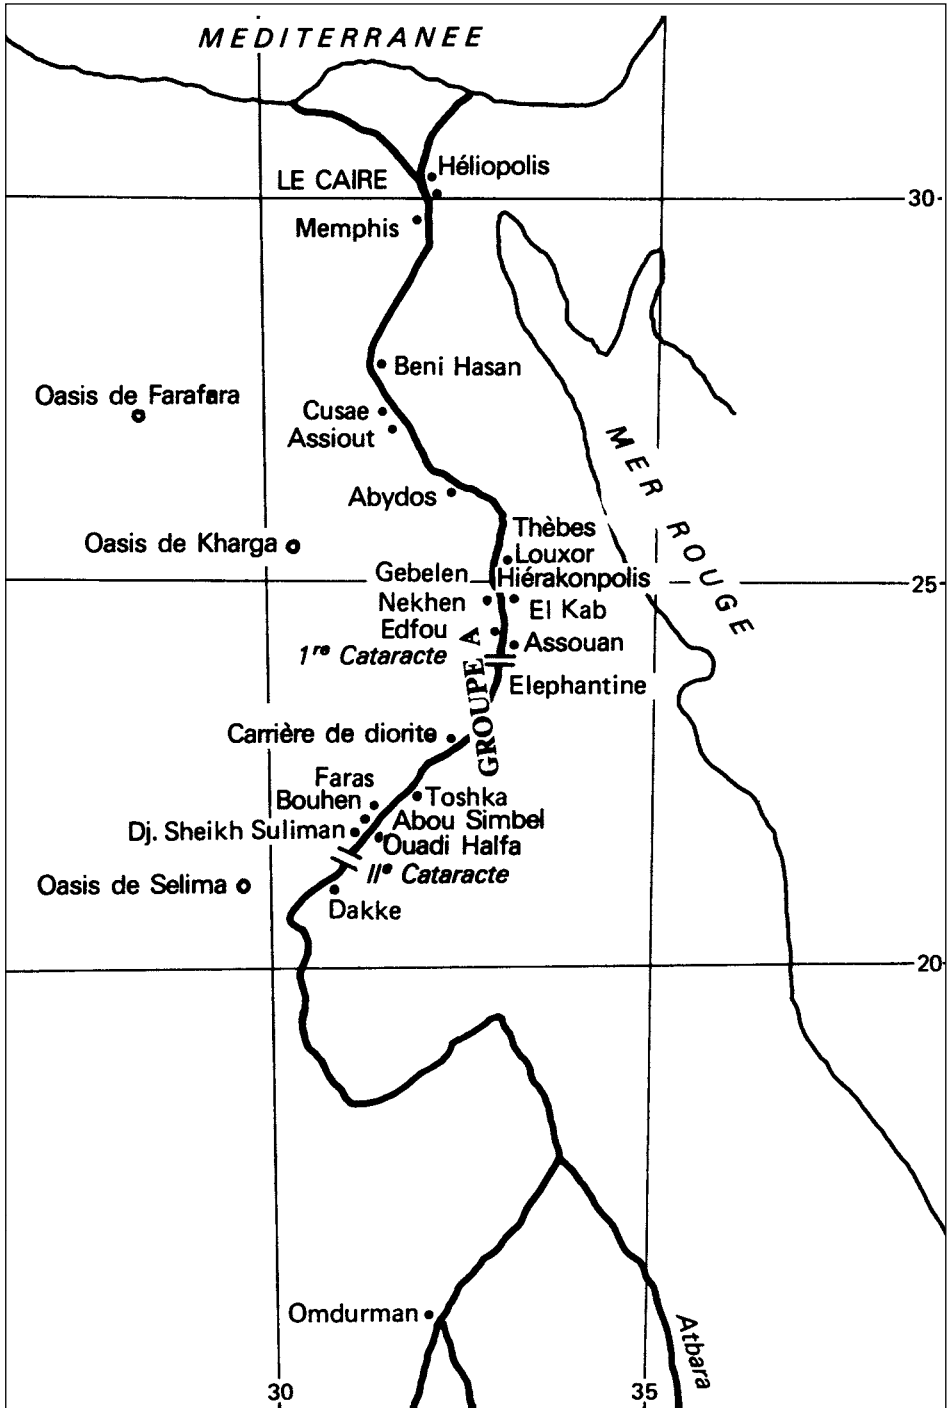 MEDITERRANEE
Héliopolis
LE CAIRE
30
Memphis
Beni Hasan
Oasis de Farafara
Cusae
Assiout
MER ROUGE
Abydos
Thèbes
Oasis de Kharga
Louxor
Gebelen
Hiérakonpolis
25
Nekhen
El Kab
Edfou
Assouan
1re Cataracte
GROUPE A
Elephantine
Carrière de diorite
Faras
Bouhen
Toshka
Abou Simbel
Dj. Sheikh Suliman
Ouadi Halfa
IIe Cataracte
Oasis de Selima
Dakke
20
Omdurman
Atbara
30
35